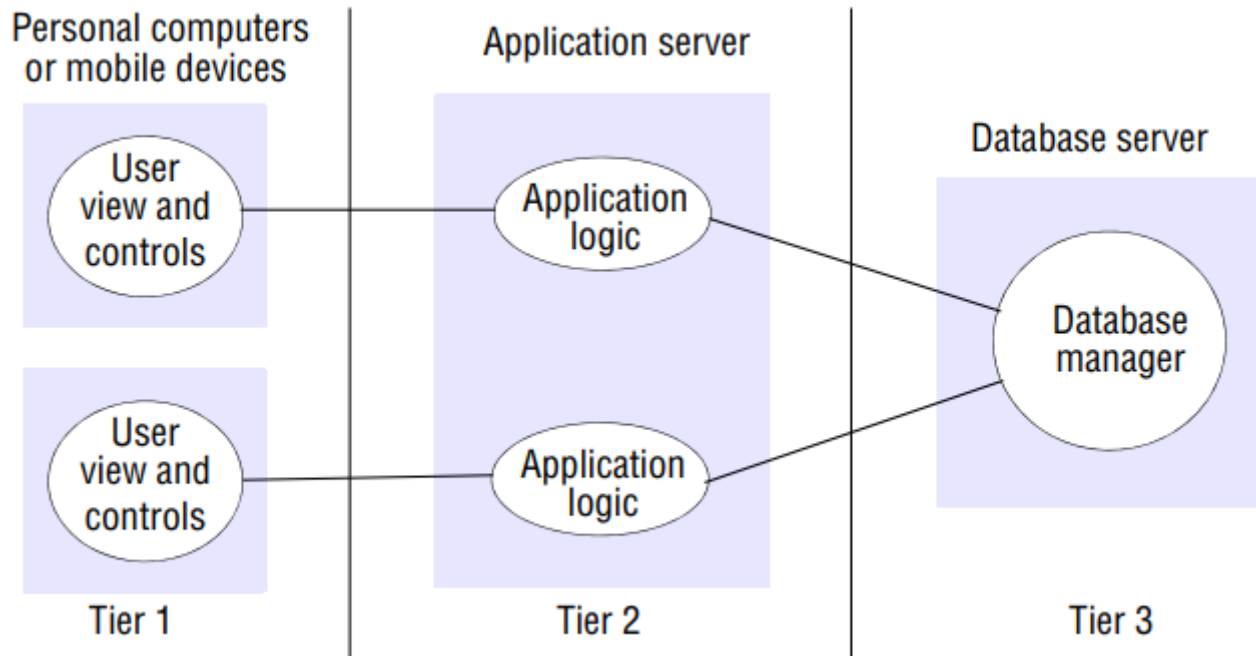 Personal computers
or mobile devices
Application server
Database server
User
view and
controls
Application
logic
Database
manager
User
view and
controls
Application
logic
Tier 1
Tier 2
Tier 3